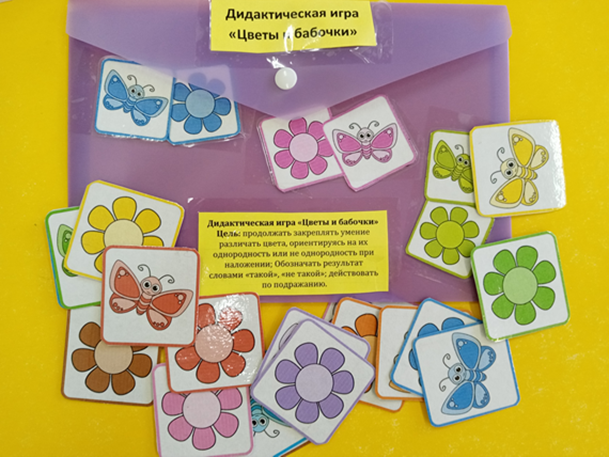 Дидактическая игра
«Цветы и бабочки»
Дидактическая игра «Цветы и бабочки»
Цель: продолжать закреплять умение
различать цвета, ориентируясь на их
однородность или не однородность при
наложении; Обозначать результат
словами «такой», «не такой»; действовать
по подражанию.